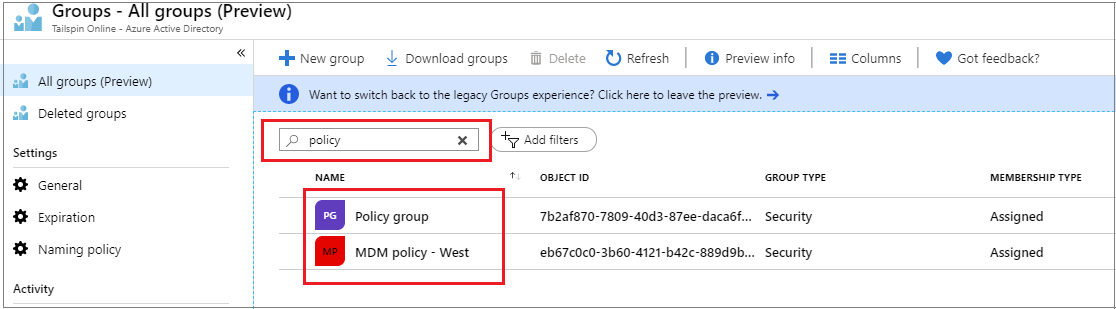 Groups - All groups (Preview)
Tailspin Online - Azure Active Directory
«
All groups (Preview)
Deleted groups
Settings
General
Expiration
Naming policy
Activity
New group
Download groups
Delete
Refresh
Preview info
Columns
Got feedback?
Want to switch back to the legacy Groups experience? Click here to leave the preview. →
policy
Add filters
NAME OBJECT ID GROUP TYPE MEMBERSHIP TYPE
PG Policy group 7b2af870-7809-40d3-87ee-daca6f... Security Assigned
MP MDM policy - West eb67c0c0-3b60-4121-b42c-889d9b... Security Assigned